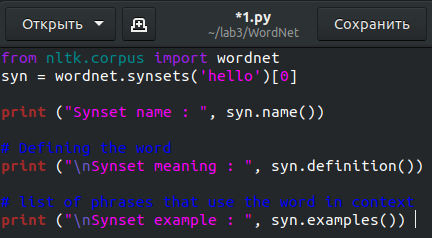 Открыть
*1.py
~/lab3/WordNet
Сохранить
from nltk.corpus import wordnet
syn = wordnet.synsets('hello')[0]
print ("Synset name : ", syn.name())
# Defining the word
print ("\nSynset meaning : ", syn.definition())
# list of phrases that use the word in context
print ("\nSynset example : ", syn.examples())